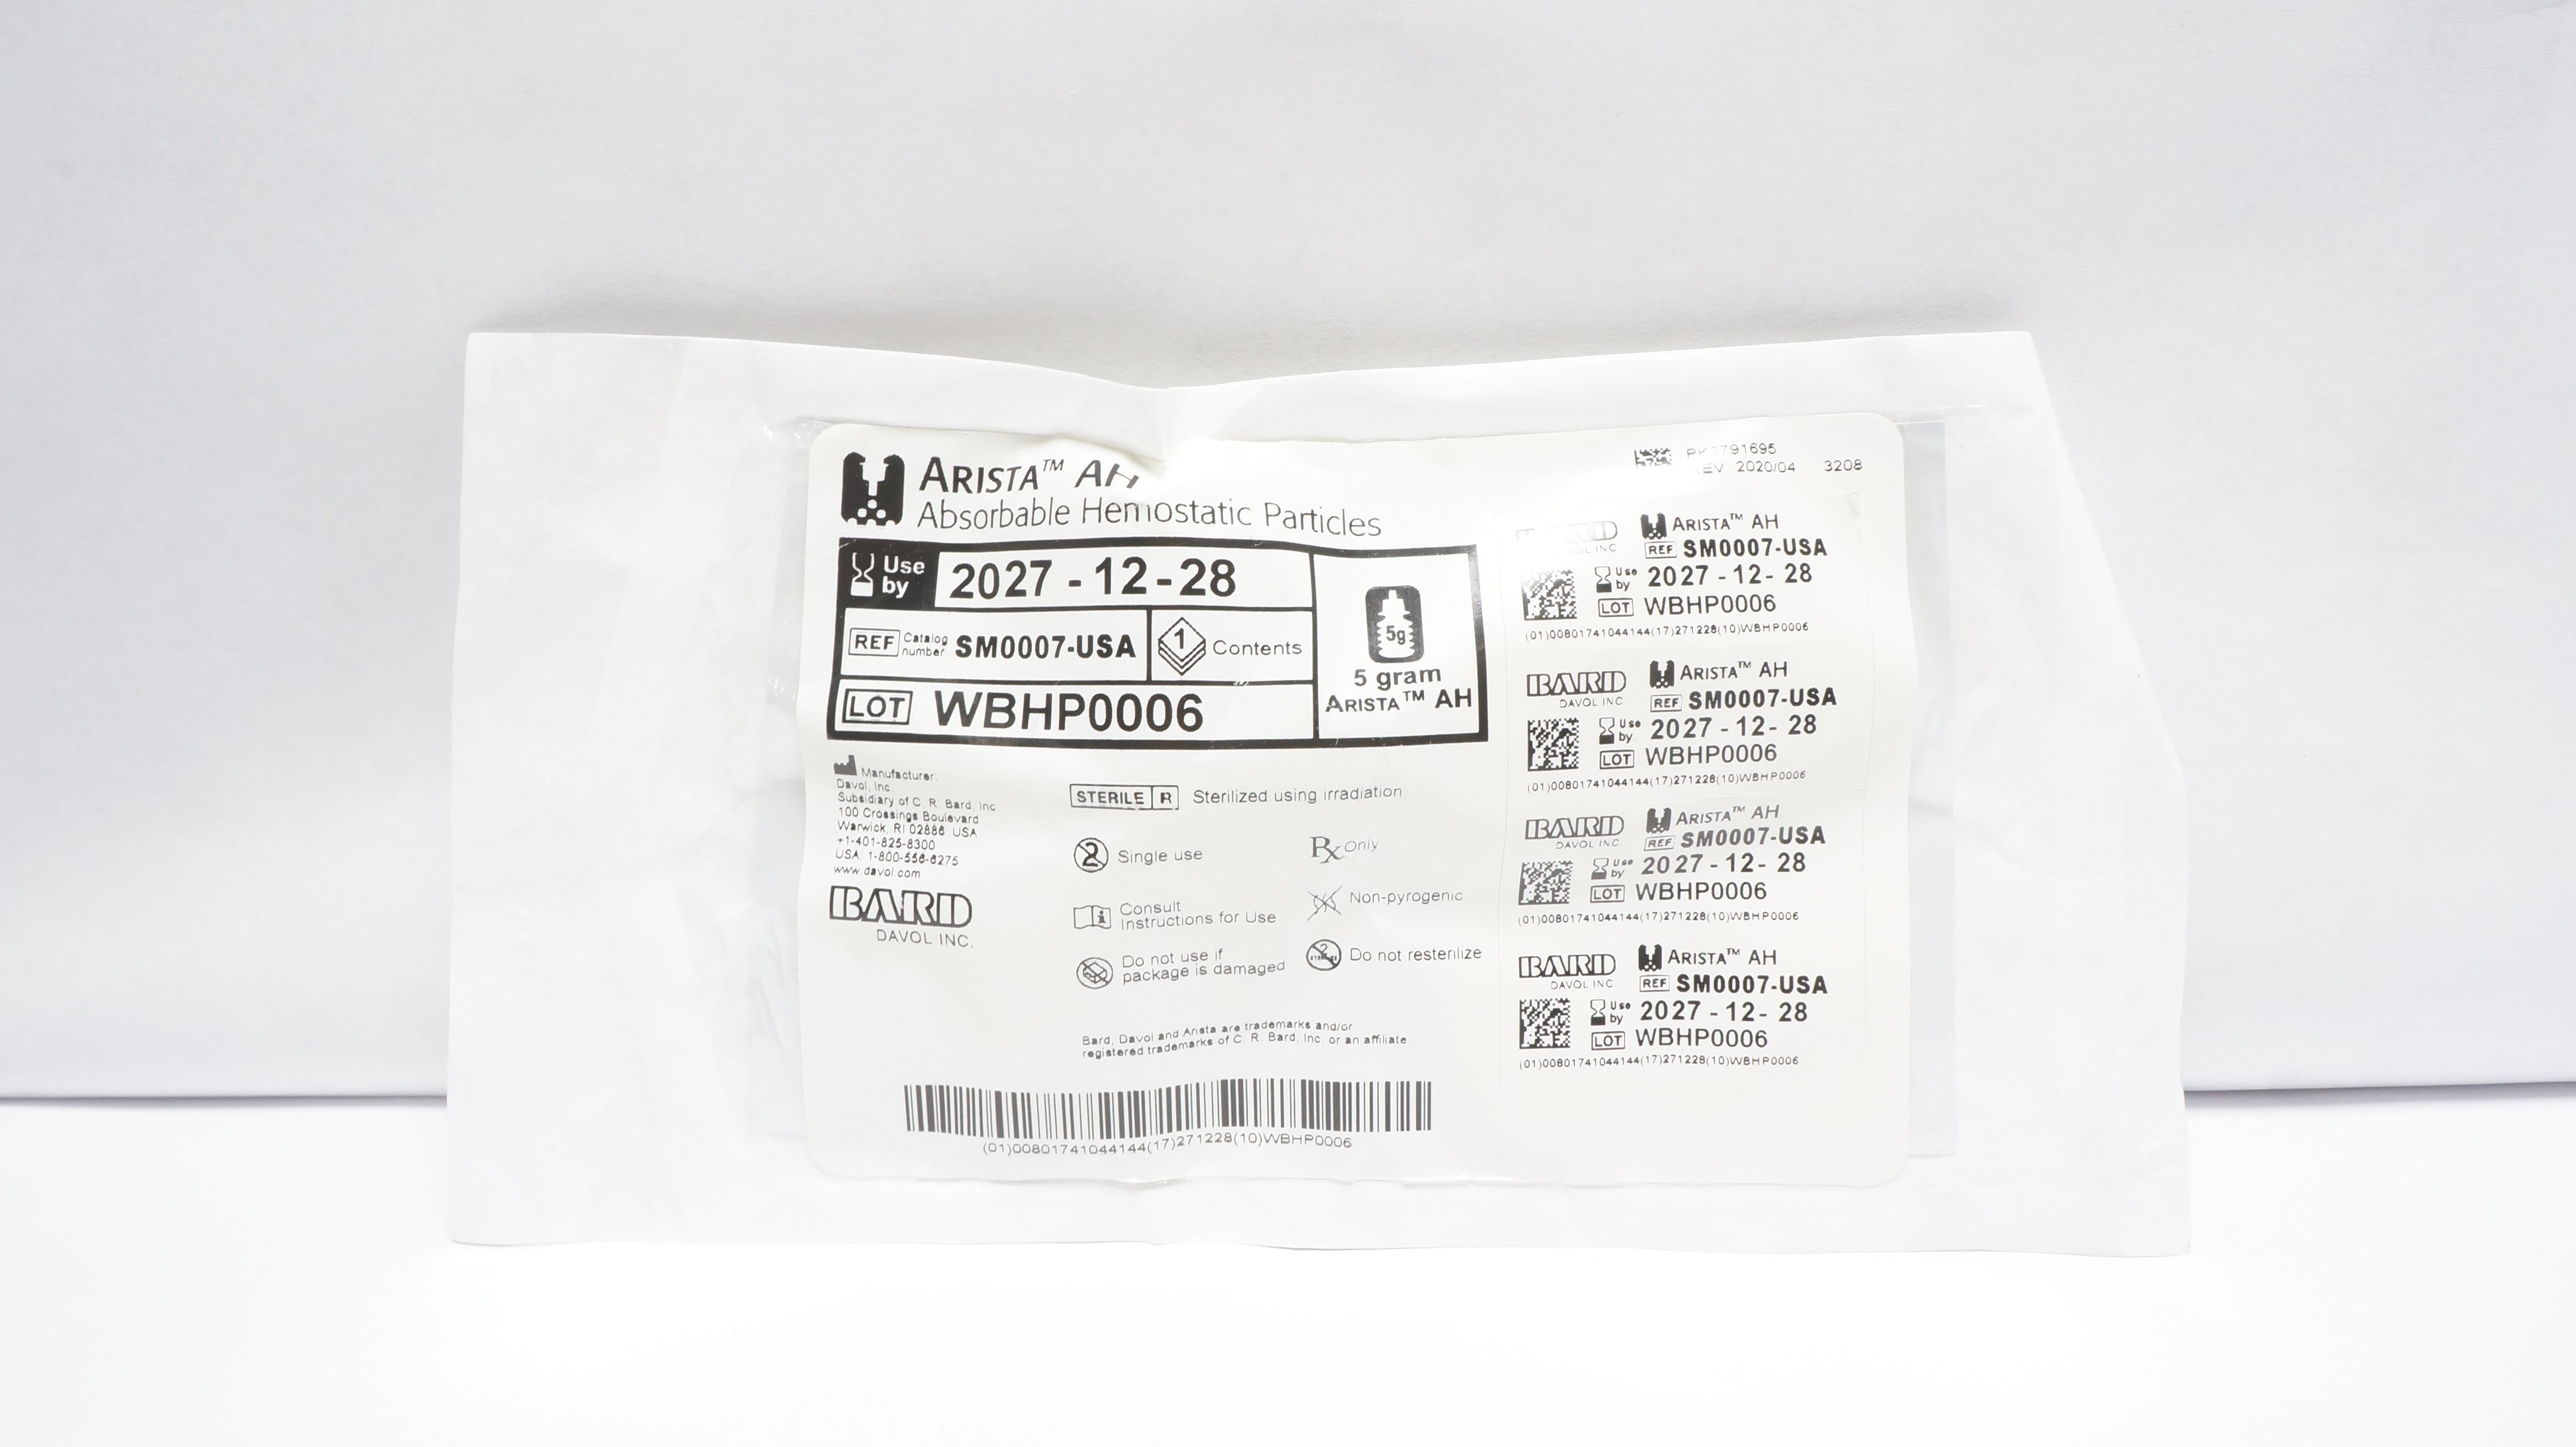 ARISTA™ AH
Absorbable Hemostatic Particles
Use by 2027-12-28
REF Catalog number SM0007-USA
1 Contents
LOT WBHP0006
5g
5 gram
ARISTA™ AH
Manufacturer:
Davol, Inc.
Subsidiary of C. R. Bard, Inc.
100 Crossings Boulevard
Warwick, RI 02886 USA
+1-401-825-8300
USA: 1-800-556-6275
www.davol.com
BARD
DAVOL INC.
STERILE R Sterilized using irradiation
2 Single use
Rx Only
Consult
Instructions for Use
Non-pyrogenic
Do not use if
package is damaged
Do not resterilize
Bard, Davol and Arista are trademarks and/or
registered trademarks of C. R. Bard, Inc. or an affiliate
(01)00801741044144(17)271228(10)WBHP0006
2020/04 3208
ARISTA™ AH
REF SM0007-USA
Use by 2027-12-28
LOT WBHP0006
(01)00801741044144(17)271228(10)WBHP0006
BARD
DAVOL INC
ARISTA™ AH
REF SM0007-USA
Use by 2027-12-28
LOT WBHP0006
(01)00801741044144(17)271228(10)WBHP0006
BARD
DAVOL INC.
ARISTA™ AH
REF SM0007-USA
Use by 2027-12-28
LOT WBHP0006
(01)00801741044144(17)271228(10)WBHP0006
BARD
DAVOL INC
ARISTA™ AH
REF SM0007-USA
Use by 2027-12-28
LOT WBHP0006
(01)00801741044144(17)271228(10)WBHP0006